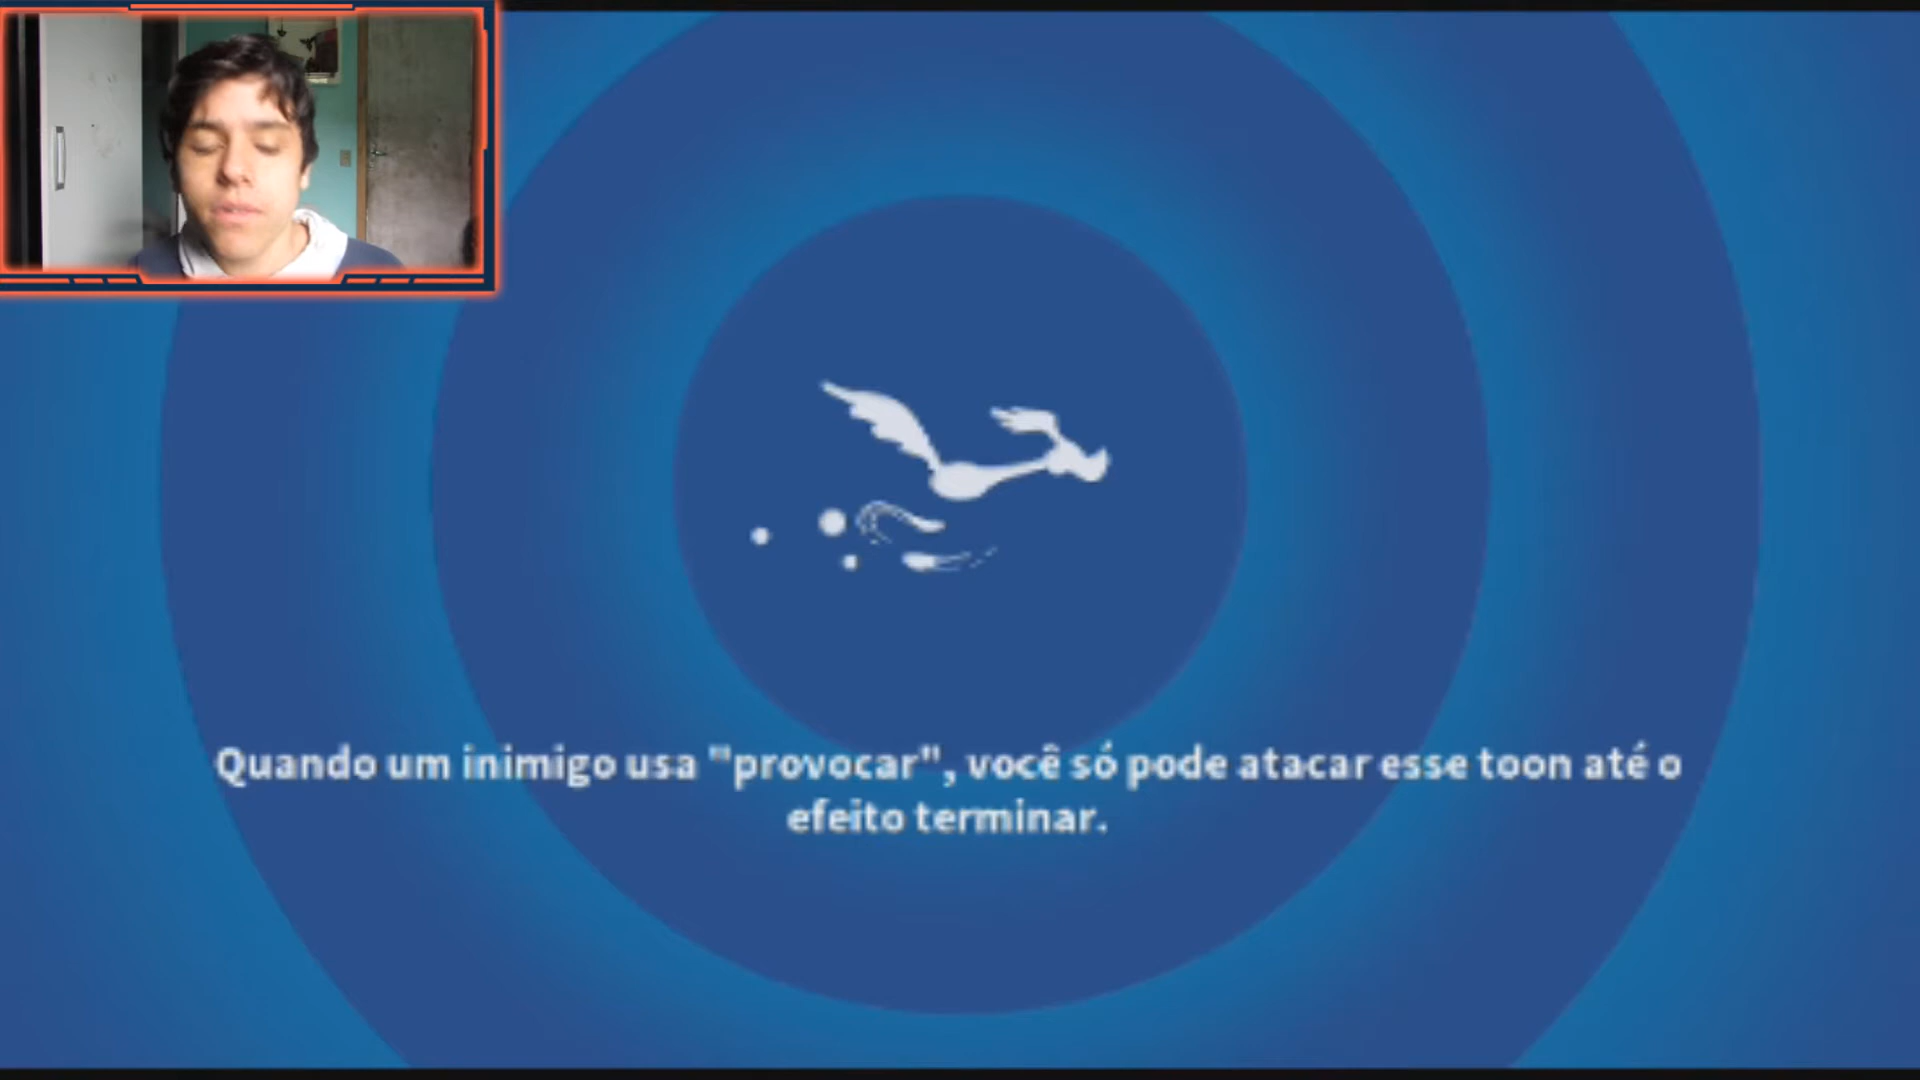 Quando um inimigo usa "provocar", você só pode atacar esse toon até o
efeito terminar.